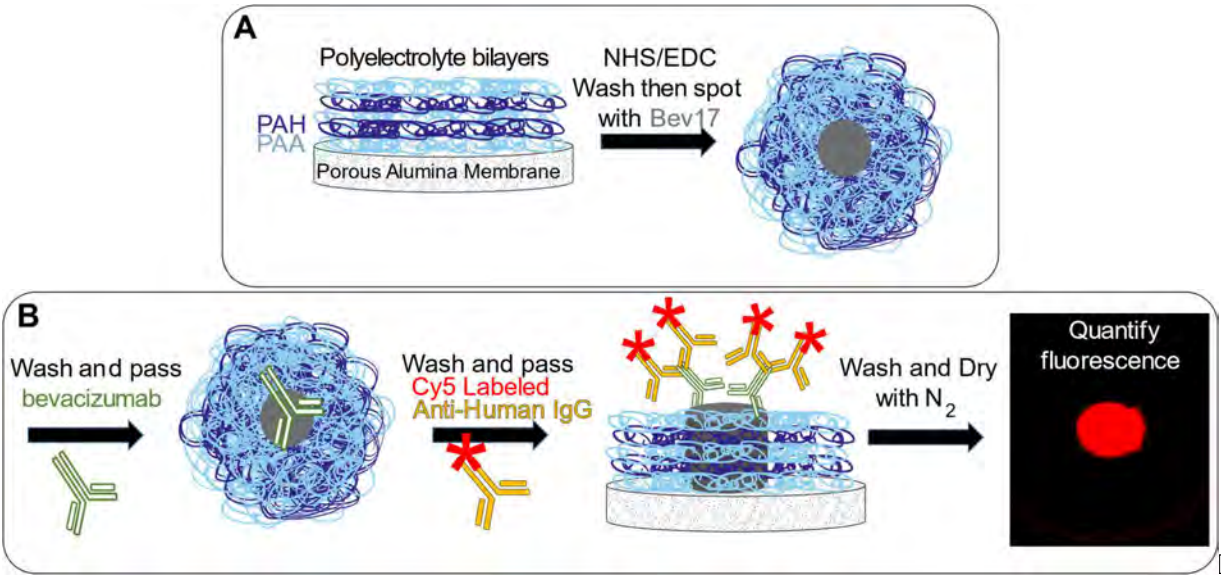 A
Polyelectrolyte bilayers
PAH
PAA
Porous Alumina Membrane
NHS/EDC
Wash then spot
with Bev17
B
Wash and pass
bevacizumab
Wash and pass
Cy5 Labeled
Anti-Human IgG
Wash and Dry
with N2
Quantify
fluorescence